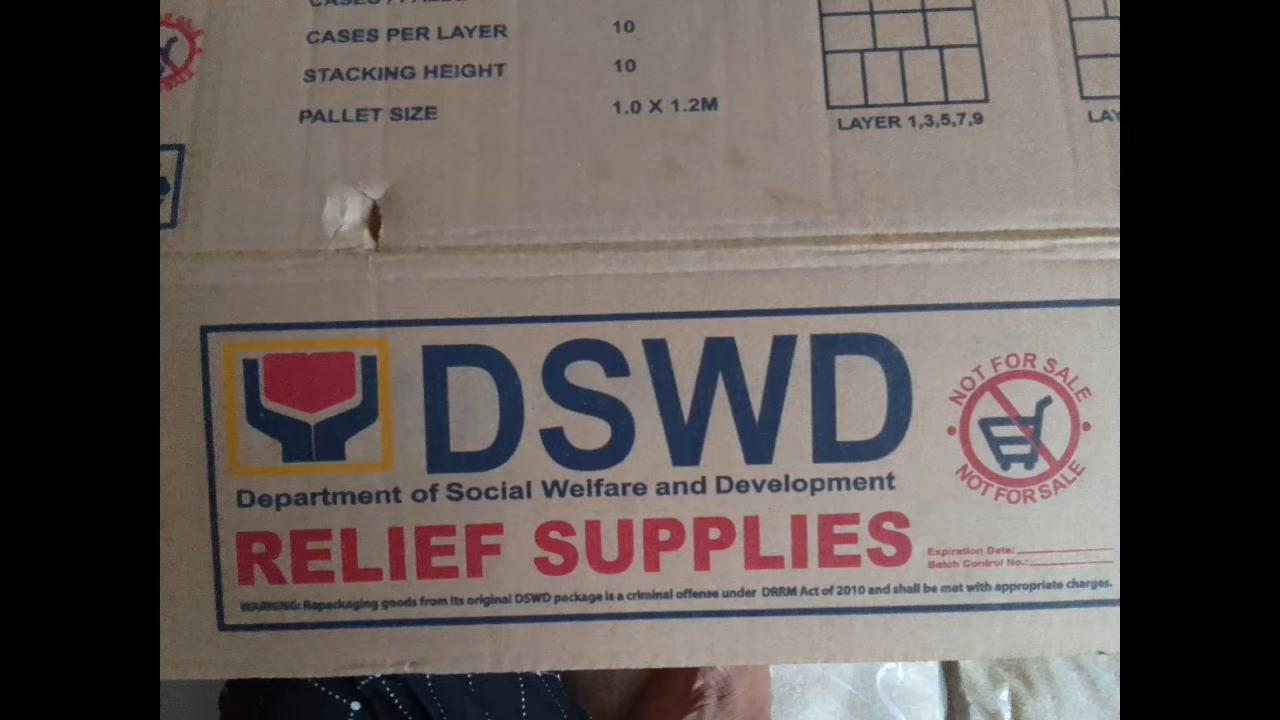 CASES PER LAYER 10
STACKING HEIGHT 10
PALLET SIZE 1.0 X 1.2M
LAYER 1,3,5,7,9
LAY
DSWD
NOT FOR SALE
NOT FOR SALE
Department of Social Welfare and Development
RELIEF SUPPLIES
Expiration Date:
Batch Control No.:
WARNING: Repackaging goods from its original DSWD package is a criminal offense under DRRM Act of 2010 and shall be met with appropriate charges.